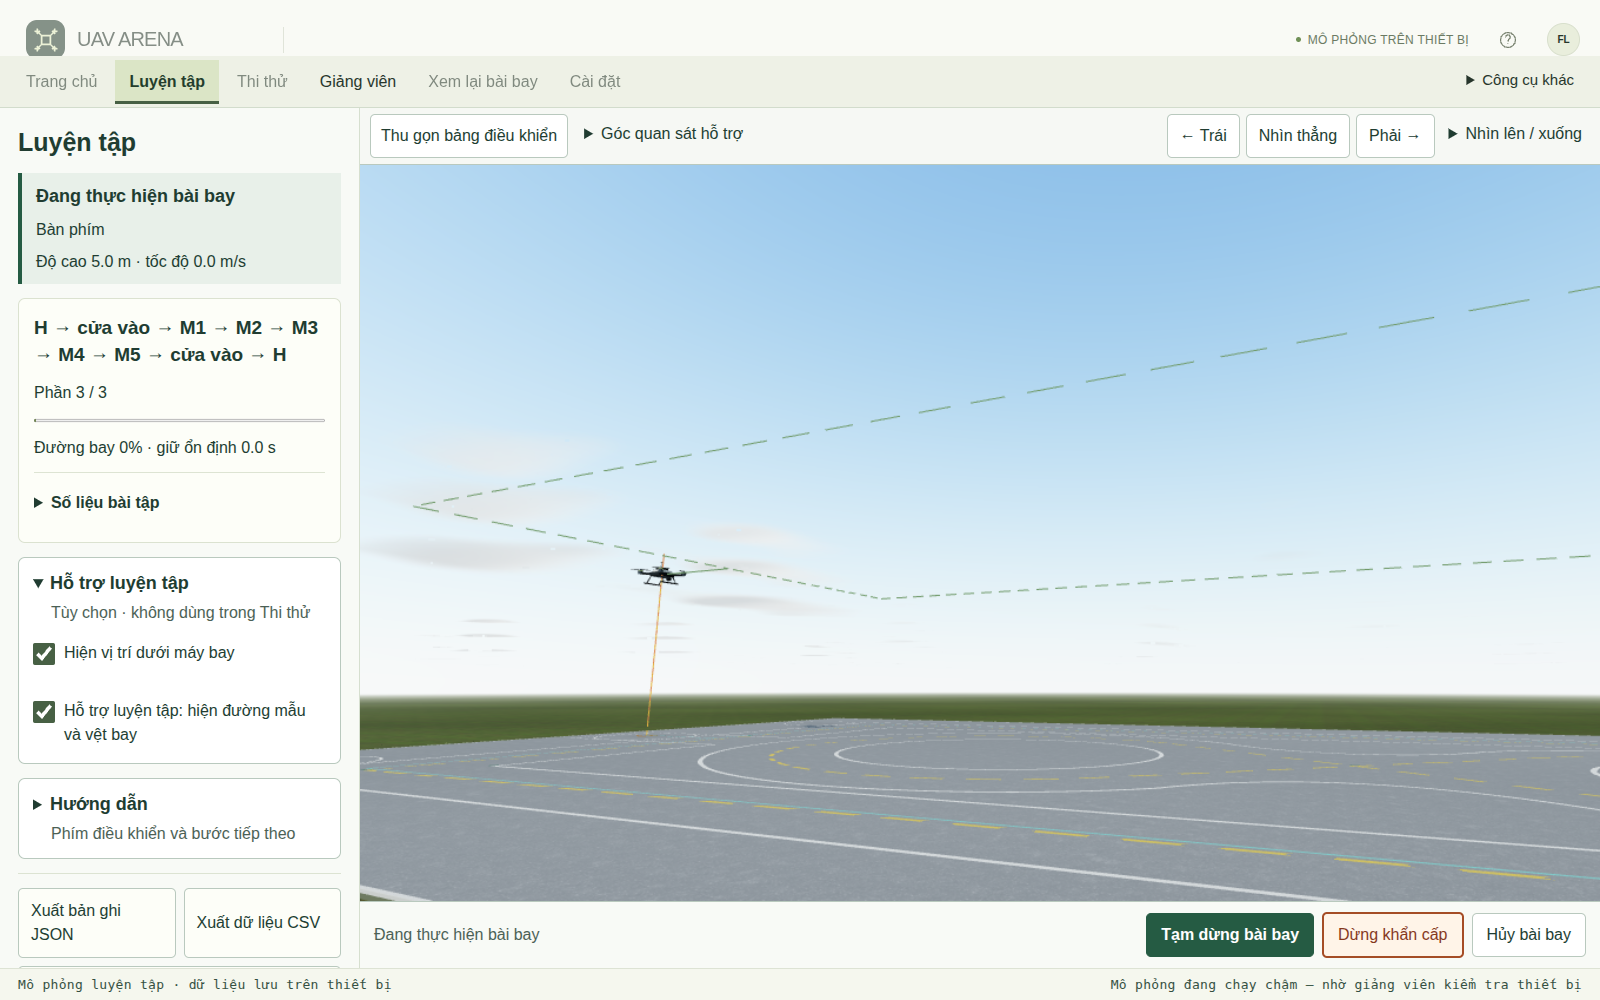 UAV ARENA
MÔ PHỎNG TRÊN THIẾT BỊ
FL
Trang chủ
Luyện tập
Thi thử
Giảng viên
Xem lại bài bay
Cài đặt
▶ Công cụ khác
Luyện tập
Đang thực hiện bài bay
Bàn phím
Độ cao 5.0 m · tốc độ 0.0 m/s
H → cửa vào → M1 → M2 → M3
→ M4 → M5 → cửa vào → H
Phần 3 / 3
Đường bay 0% · giữ ổn định 0.0 s
▶ Số liệu bài tập
▼ Hỗ trợ luyện tập
Tùy chọn · không dùng trong Thi thử
Hiện vị trí dưới máy bay
Hỗ trợ luyện tập: hiện đường mẫu
và vệt bay
▶ Hướng dẫn
Phím điều khiển và bước tiếp theo
Xuất bản ghi
JSON
Xuất dữ liệu CSV
Thu gọn bảng điều khiển
▶ Góc quan sát hỗ trợ
← Trái
Nhìn thẳng
Phải →
▶ Nhìn lên / xuống
Đang thực hiện bài bay
Tạm dừng bài bay
Dừng khẩn cấp
Hủy bài bay
Mô phỏng luyện tập · dữ liệu lưu trên thiết bị
Mô phỏng đang chạy chậm — nhờ giảng viên kiểm tra thiết bị